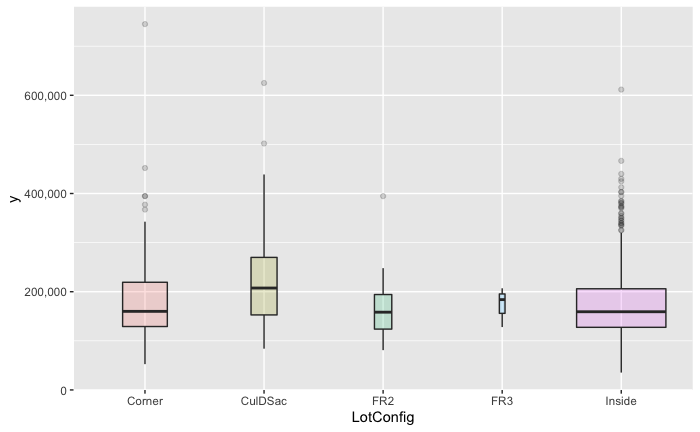 y
600,000
400,000
200,000
0
Corner CulDSac FR2 FR3 Inside
LotConfig